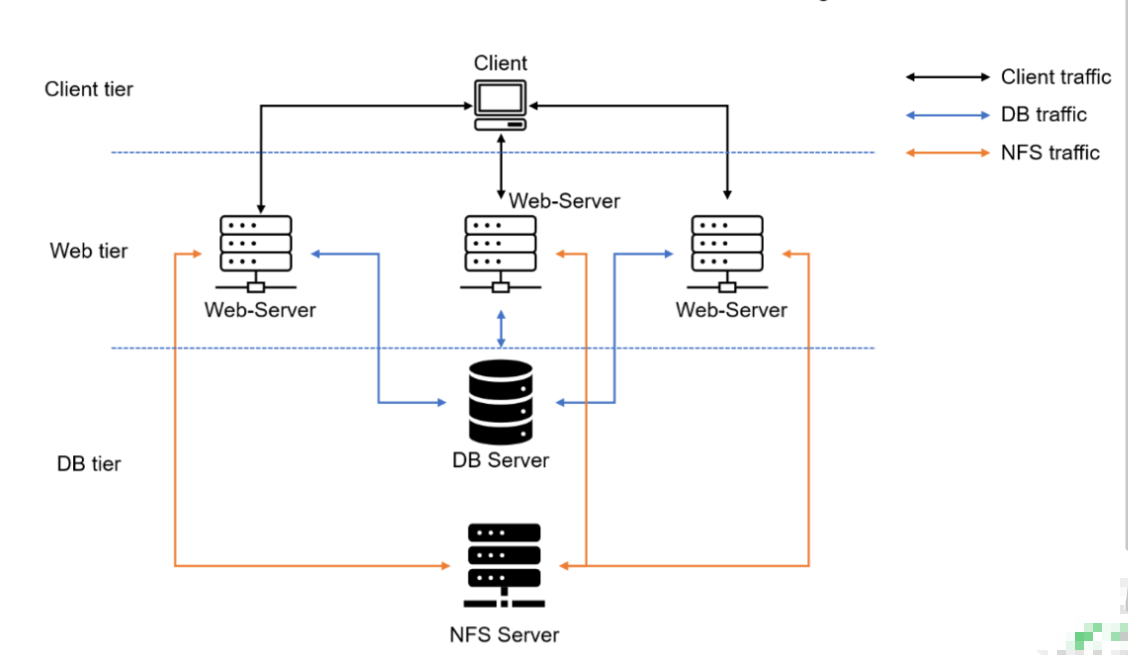 Client
Client tier
Client traffic
DB traffic
NFS traffic
Web-Server
Web tier
Web-Server
Web-Server
DB Server
DB tier
NFS Server